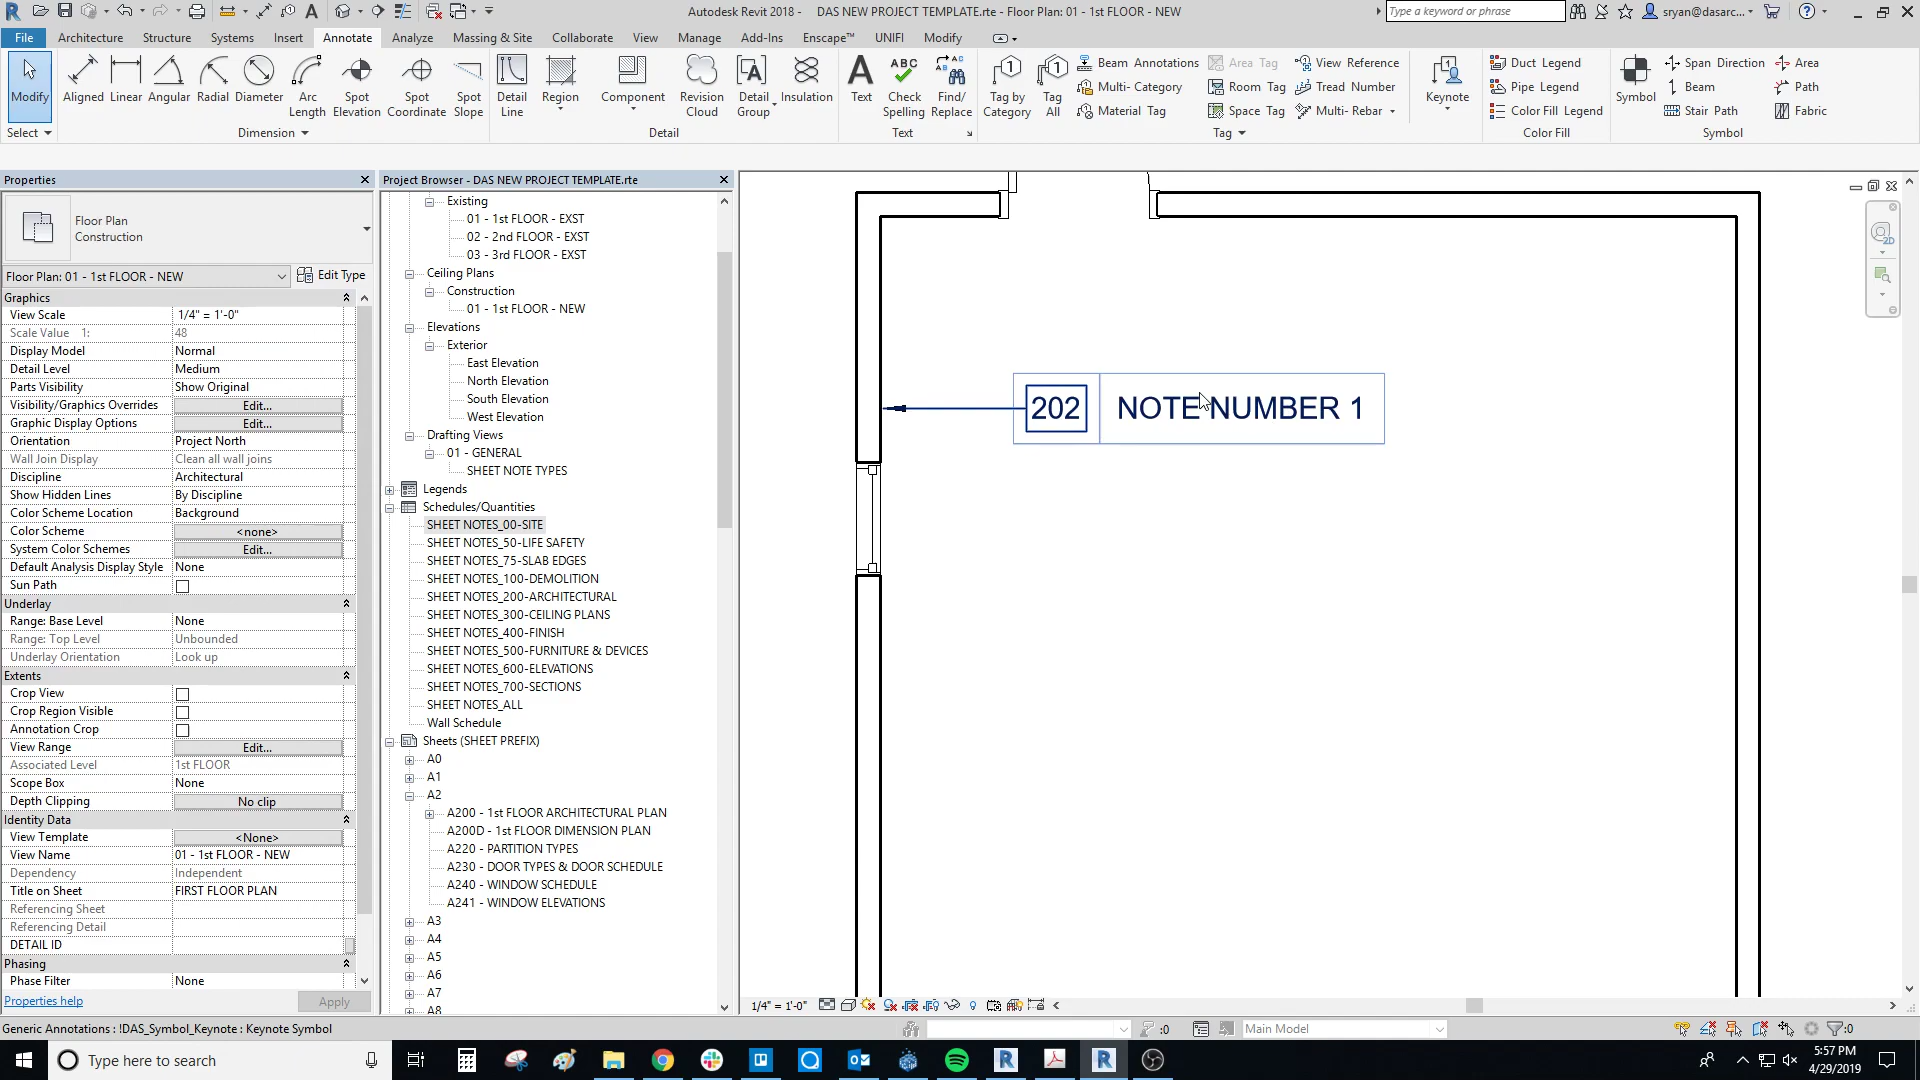 Autodesk Revit 2018 - DAS NEW PROJECT TEMPLATE.rte - Floor Plan: 01 - 1st FLOOR - NEW
Type a keyword or phrase
sryan@dasarc...
File Architecture Structure Systems Insert Annotate Analyze Massing & Site Collaborate View Manage Add-Ins Enscape™ UNIFI Modify
Modify
Aligned Linear Angular Radial Diameter Arc Length Spot Elevation Spot Coordinate Spot Slope
Detail Line Region Component Revision Cloud Detail Group Insulation
Text Check Spelling Find/ Replace
Tag by Category Tag All
Beam Annotations Area Tag View Reference
Multi- Category Room Tag Tread Number
Material Tag Space Tag Multi- Rebar
Keynote
Duct Legend
Pipe Legend
Color Fill Legend
Symbol
Span Direction Area
Beam Path
Stair Path Fabric
Select Dimension Detail Text Tag Color Fill Symbol
Properties
Floor Plan
Construction
Floor Plan: 01 - 1st FLOOR - NEW Edit Type
Graphics
View Scale 1/4" = 1'-0"
Scale Value 1: 48
Display Model Normal
Detail Level Medium
Parts Visibility Show Original
Visibility/Graphics Overrides Edit...
Graphic Display Options Edit...
Orientation Project North
Wall Join Display Clean all wall joins
Discipline Architectural
Show Hidden Lines By Discipline
Color Scheme Location Background
Color Scheme <none>
System Color Schemes Edit...
Default Analysis Display Style None
Sun Path
Underlay
Range: Base Level None
Range: Top Level Unbounded
Underlay Orientation Look up
Extents
Crop View
Crop Region Visible
Annotation Crop
View Range Edit...
Associated Level 1st FLOOR
Scope Box None
Depth Clipping No clip
Identity Data
View Template <None>
View Name 01 - 1st FLOOR - NEW
Dependency Independent
Title on Sheet FIRST FLOOR PLAN
Referencing Sheet
Referencing Detail
DETAIL ID
Phasing
Phase Filter None
Properties help Apply
Project Browser - DAS NEW PROJECT TEMPLATE.rte
Existing
01 - 1st FLOOR - EXST
02 - 2nd FLOOR - EXST
03 - 3rd FLOOR - EXST
Ceiling Plans
Construction
01 - 1st FLOOR - NEW
Elevations
Exterior
East Elevation
North Elevation
South Elevation
West Elevation
Drafting Views
01 - GENERAL
SHEET NOTE TYPES
Legends
Schedules/Quantities
SHEET NOTES_00-SITE
SHEET NOTES_50-LIFE SAFETY
SHEET NOTES_75-SLAB EDGES
SHEET NOTES_100-DEMOLITION
SHEET NOTES_200-ARCHITECTURAL
SHEET NOTES_300-CEILING PLANS
SHEET NOTES_400-FINISH
SHEET NOTES_500-FURNITURE & DEVICES
SHEET NOTES_600-ELEVATIONS
SHEET NOTES_700-SECTIONS
SHEET NOTES_ALL
Wall Schedule
Sheets (SHEET PREFIX)
A0
A1
A2
A200 - 1st FLOOR ARCHITECTURAL PLAN
A200D - 1st FLOOR DIMENSION PLAN
A220 - PARTITION TYPES
A230 - DOOR TYPES & DOOR SCHEDULE
A240 - WINDOW SCHEDULE
A241 - WINDOW ELEVATIONS
A3
A4
A5
A6
A7
A8
202 NOTE NUMBER 1
2D
1/4" = 1'-0"
Generic Annotations : !DAS_Symbol_Keynote : Keynote Symbol
:0
Main Model
:0
Type here to search
5:57 PM
4/29/2019